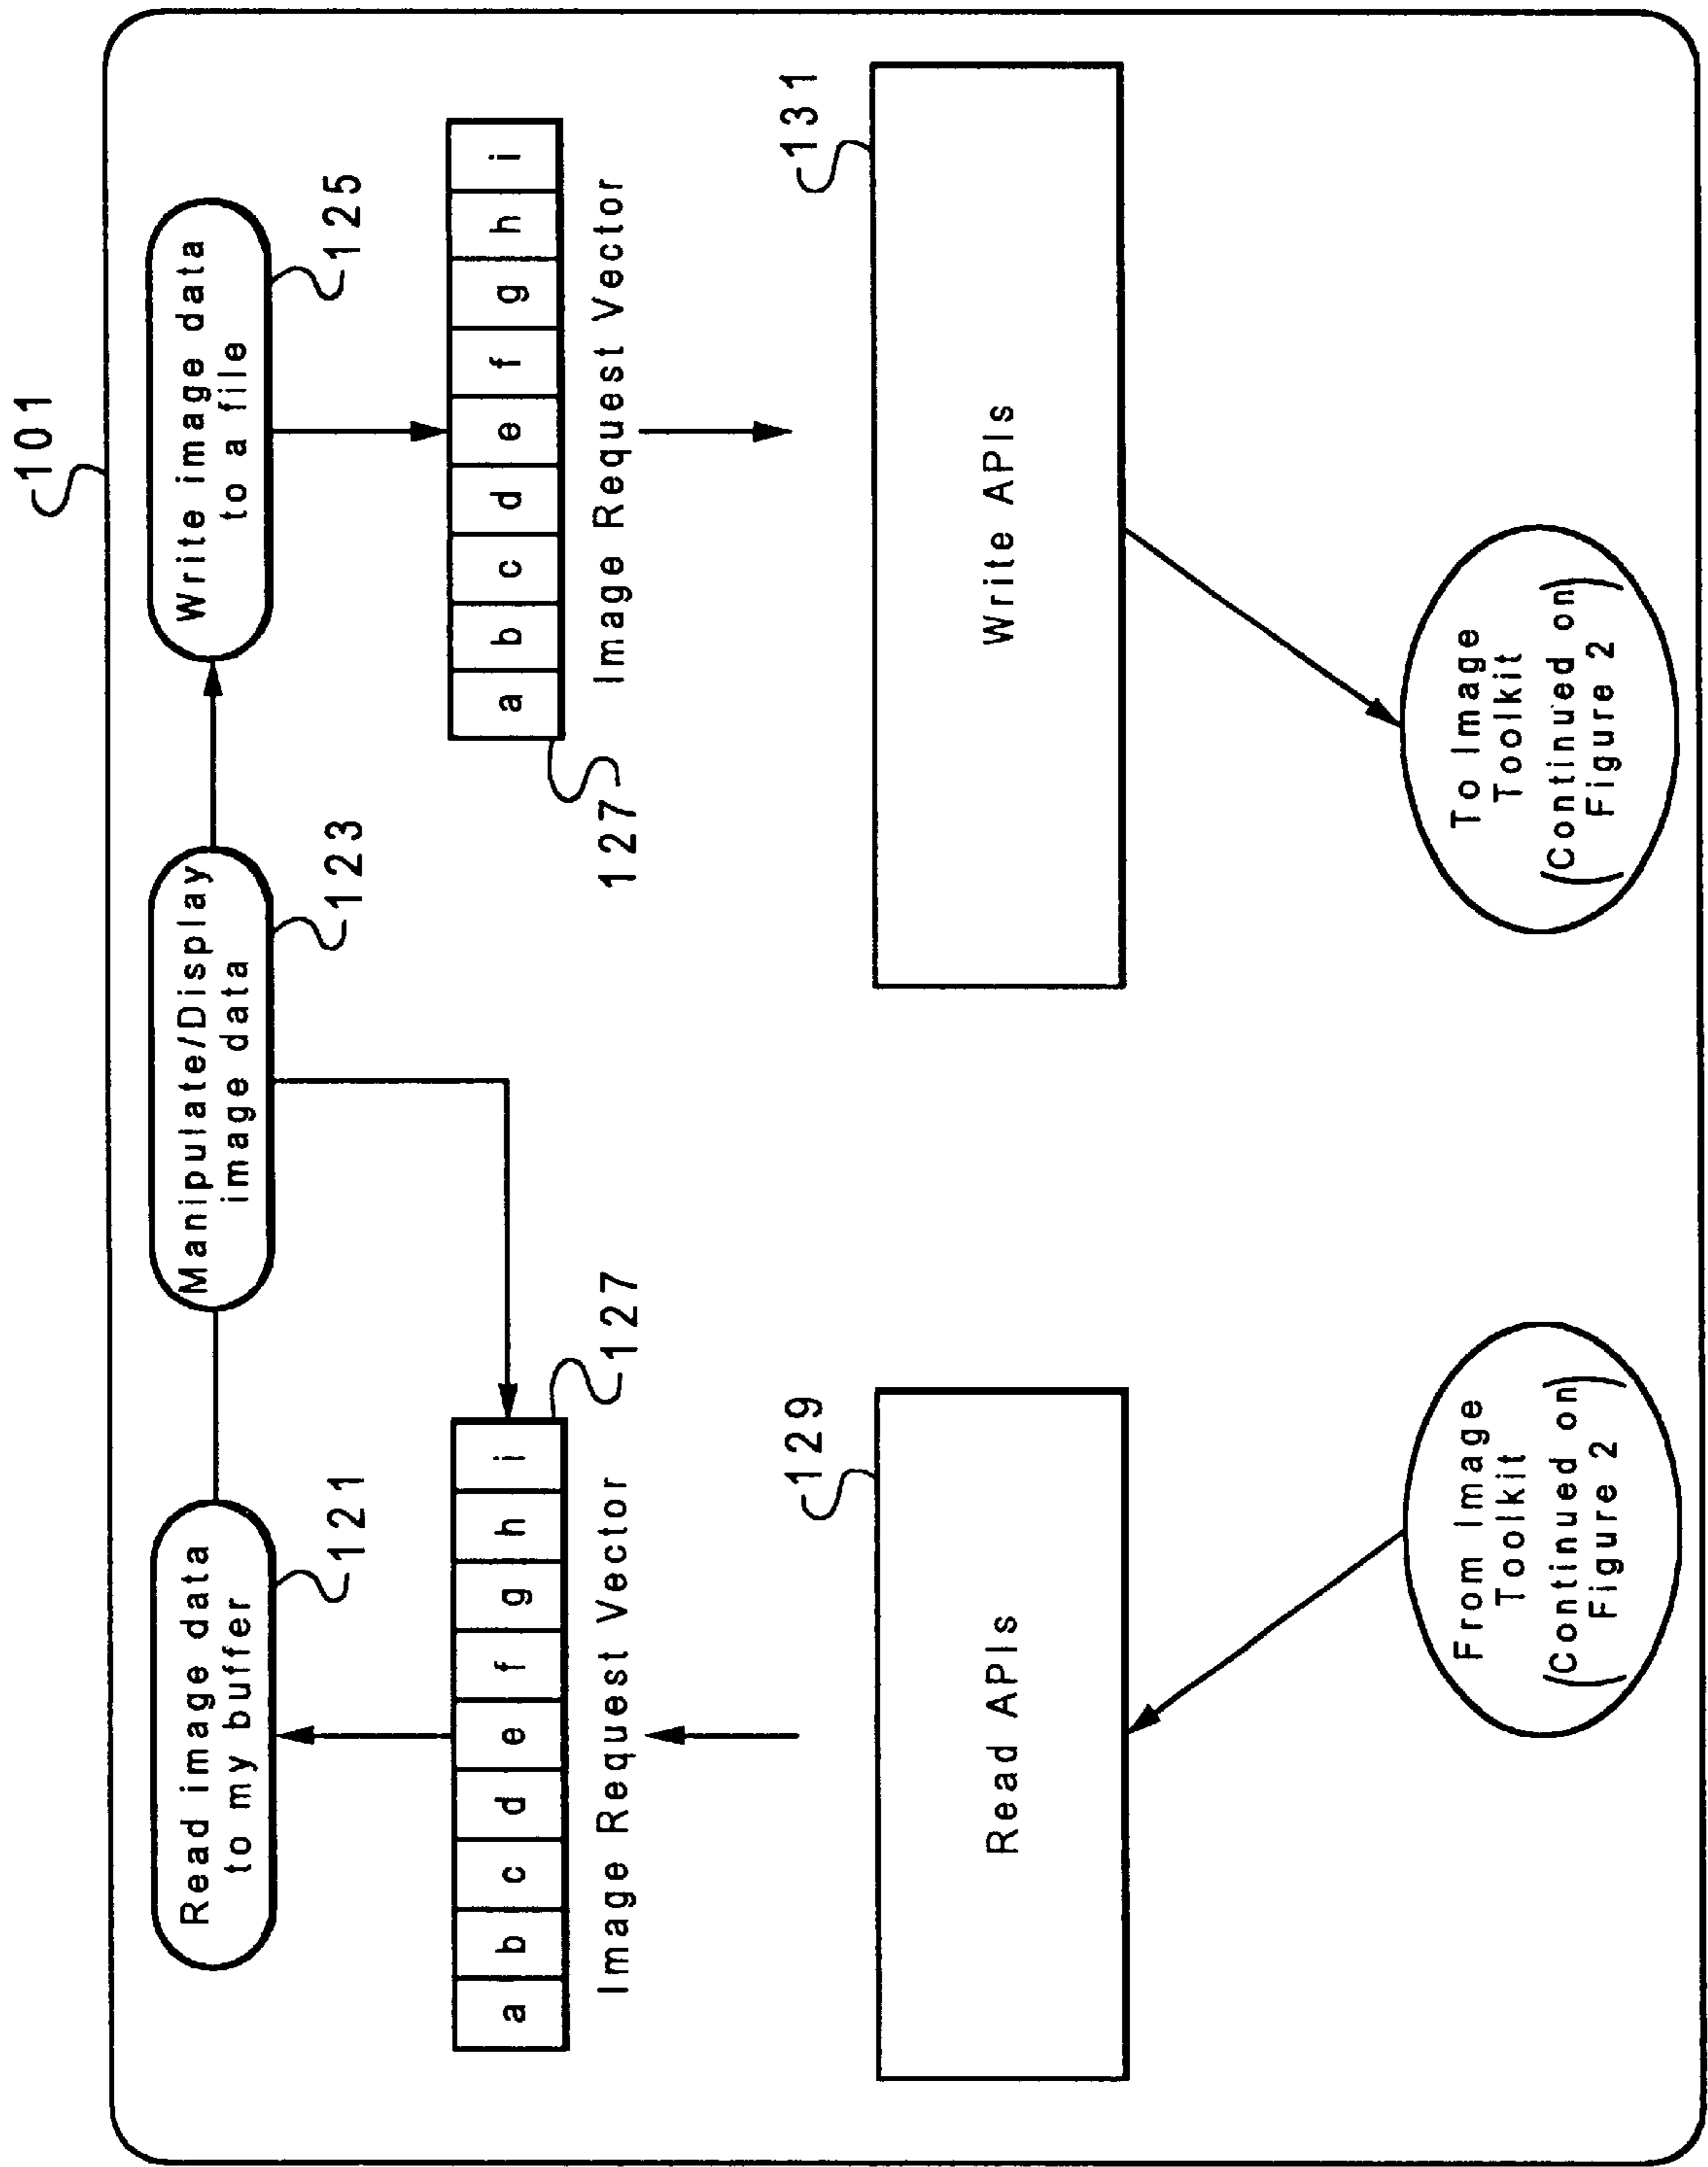 101
Read image data
to my buffer
121
Manipulate/Display
image data
123
Write image data
to a file
125
a b c d e f g h i
127
Image Request Vector
a b c d e f g h i
127
Image Request Vector
129
Read APIs
131
Write APIs
From Image
Toolkit
(Continued on)
Figure 2
To Image
Toolkit
(Continued on)
Figure 2